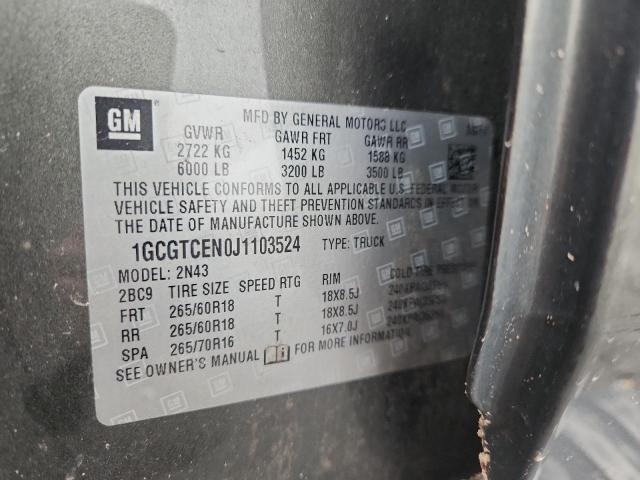 GM
MFD BY GENERAL MOTORS LLC
GVWR GAWR FRT GAWR RR
2722 KG 1452 KG 1588 KG
6000 LB 3200 LB 3500 LB
THIS VEHICLE CONFORMS TO ALL APPLICABLE U.S. FEDERAL MOTOR
VEHICLE SAFETY AND THEFT PREVENTION STANDARDS IN EFFECT ON
THE DATE OF MANUFACTURE SHOWN ABOVE.
1GCGTCEN0J1103524 TYPE: TRUCK
MODEL: 2N43
2BC9 TIRE SIZE SPEED RTG RIM COLD TIRE PRESSURE
FRT 265/60R18 T 18X8.5J
RR 265/60R18 T 18X8.5J
SPA 265/70R16 T 16X7.0J
SEE OWNER'S MANUAL FOR MORE INFORMATION.